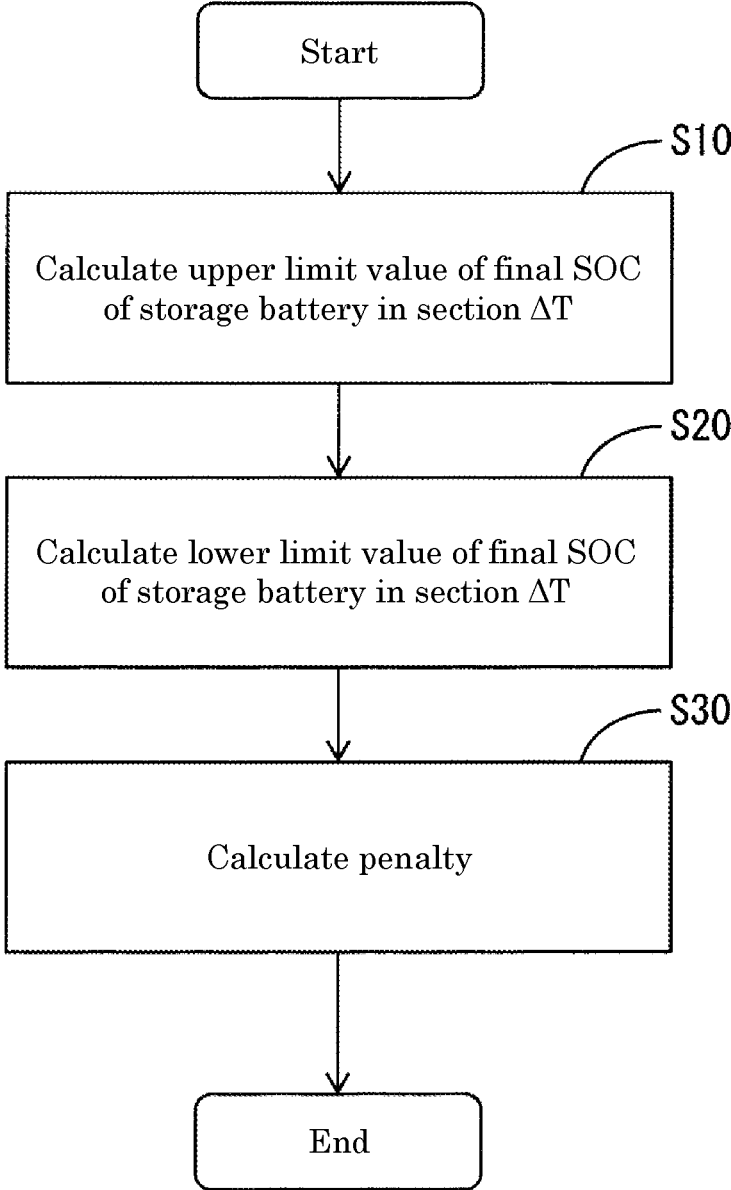 Start
S10
Calculate upper limit value of final SOC
of storage battery in section ΔT
S20
Calculate lower limit value of final SOC
of storage battery in section ΔT
S30
Calculate penalty
End